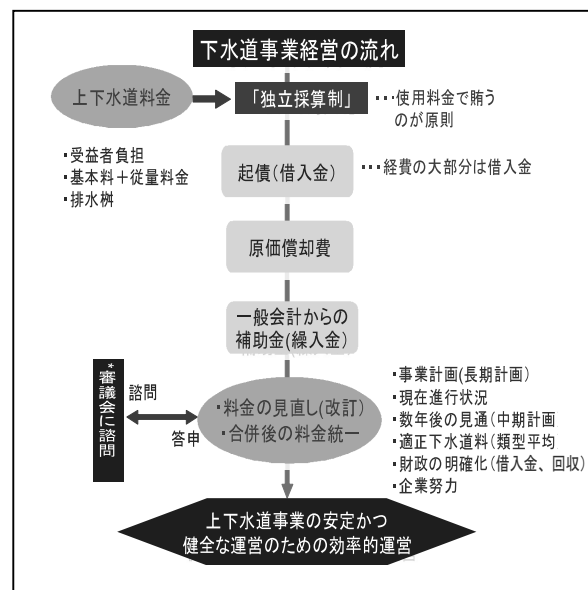 下水道事業経営の流れ
上下水道料金
「独立採算制」
･･･使用料金で賄う
のが原則
･受益者負担
･基本料＋従量料金
･排水桝
起債(借入金)
･･･経費の大部分は借入金
原価償却費
一般会計からの
補助金(繰入金)
*審議会に諮問
諮問
答申
･料金の見直し(改訂)
･合併後の料金統一
･事業計画(長期計画)
･現在進行状況
･数年後の見通(中期計画
･適正下水道料(類型平均
･財政の明確化(借入金、回収)
･企業努力
上下水道事業の安定かつ
健全な運営のための効率的運営